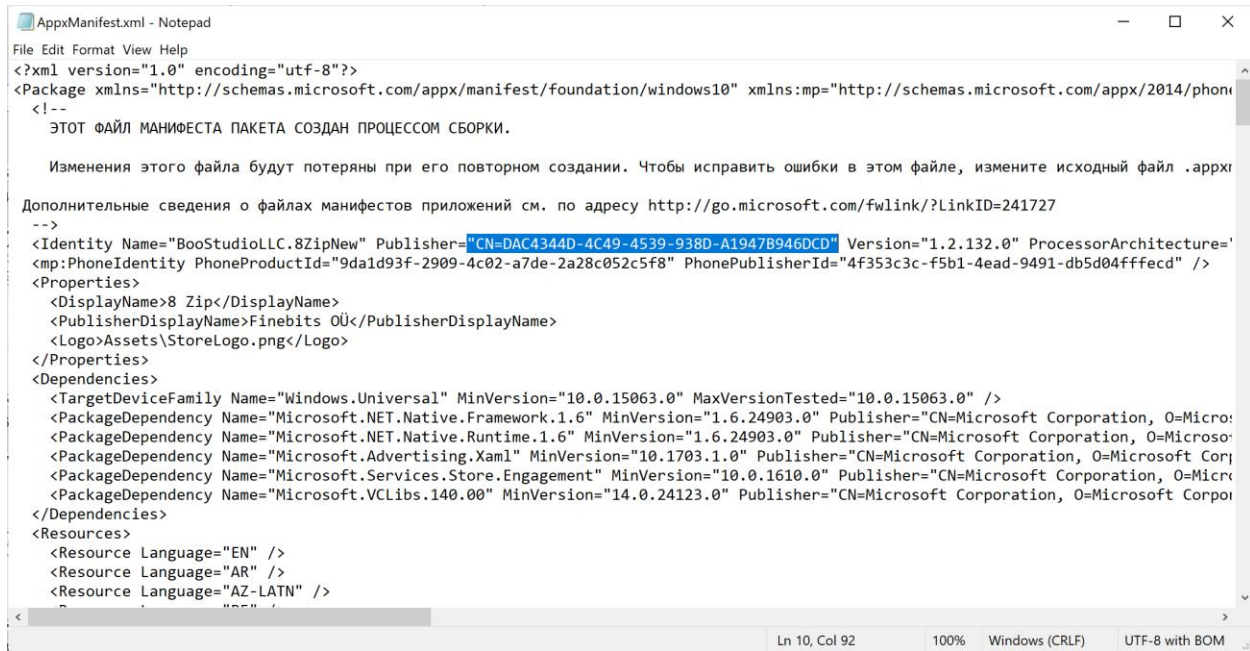 AppxManifest.xml - Notepad
File Edit Format View Help
<?xml version="1.0" encoding="utf-8"?>
<Package xmlns="http://schemas.microsoft.com/appx/manifest/foundation/windows10" xmlns:mp="http://schemas.microsoft.com/appx/2014/phone
<!--
ЭТОТ ФАЙЛ МАНИФЕСТА ПАКЕТА СОЗДАН ПРОЦЕССОМ СБОРКИ.
Изменения этого файла будут потеряны при его повторном создании. Чтобы исправить ошибки в этом файле, измените исходный файл
Дополнительные сведения о файлах манифестов приложений см. по адресу http://go.microsoft.com/fwlink/?LinkID=241727
-->
<Identity Name="BooStudioLLC.8ZipNew" Publisher="CN=DAC4344D-4C49-4539-938D-A1947B946DCD" Version="1.2.132.0" ProcessorArchitecture="
<mp:PhoneIdentity PhoneProductId="9da1d93f-2909-4c02-a7de-2a28c052c5f8" PhonePublisherId="4f353c3c-f5b1-4ead-9491-db5d04fffecd" />
<Properties>
<DisplayName>8 Zip</DisplayName>
<PublisherDisplayName>Finebits OÜ</PublisherDisplayName>
<Logo>Assets\StoreLogo.png</Logo>
</Properties>
<Dependencies>
<TargetDeviceFamily Name="Windows.Universal" MinVersion="10.0.15063.0" MaxVersionTested="10.0.15063.0" />
<PackageDependency Name="Microsoft.NET.Native.Framework.1.6" MinVersion="1.6.24903.0" Publisher="CN=Microsoft Corporation, O=Micros
<PackageDependency Name="Microsoft.NET.Native.Runtime.1.6" MinVersion="1.6.24903.0" Publisher="CN=Microsoft Corporation, O=Microso
<PackageDependency Name="Microsoft.Advertising.Xaml" MinVersion="10.1703.1.0" Publisher="CN=Microsoft Corporation, O=Microsoft Corp
<PackageDependency Name="Microsoft.Services.Store.Engagement" MinVersion="10.0.1610.0" Publisher="CN=Microsoft Corporation, O=Micro
<PackageDependency Name="Microsoft.VCLibs.140.00" MinVersion="14.0.24123.0" Publisher="CN=Microsoft Corporation, O=Microsoft Corpor
</Dependencies>
<Resources>
<Resource Language="EN" />
<Resource Language="AR" />
<Resource Language="AZ-LATN" />
Ln 10, Col 92 100% Windows (CRLF) UTF-8 with BOM